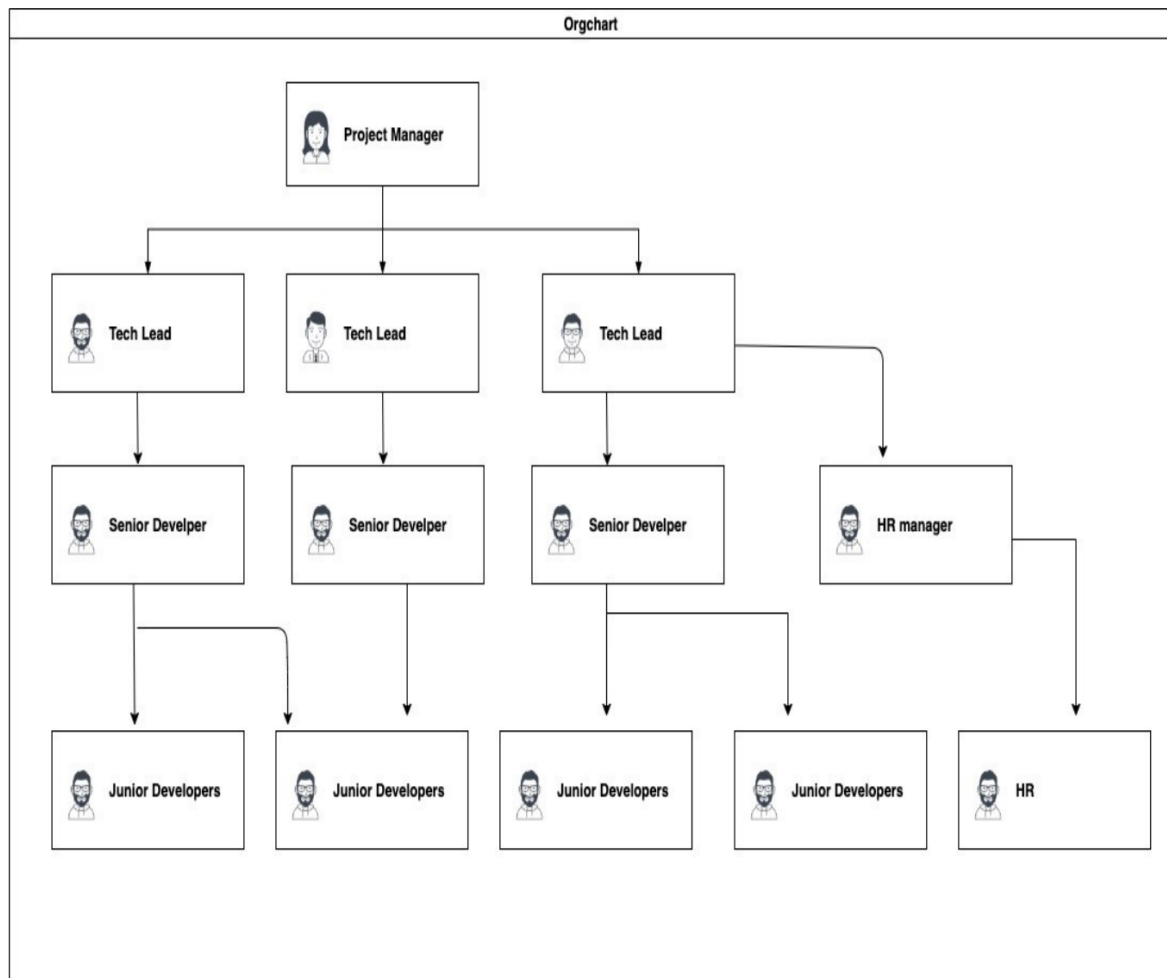 Orgchart
Project Manager
Tech Lead
Tech Lead
Tech Lead
Senior Develper
Senior Develper
Senior Develper
HR manager
Junior Developers
Junior Developers
Junior Developers
Junior Developers
HR